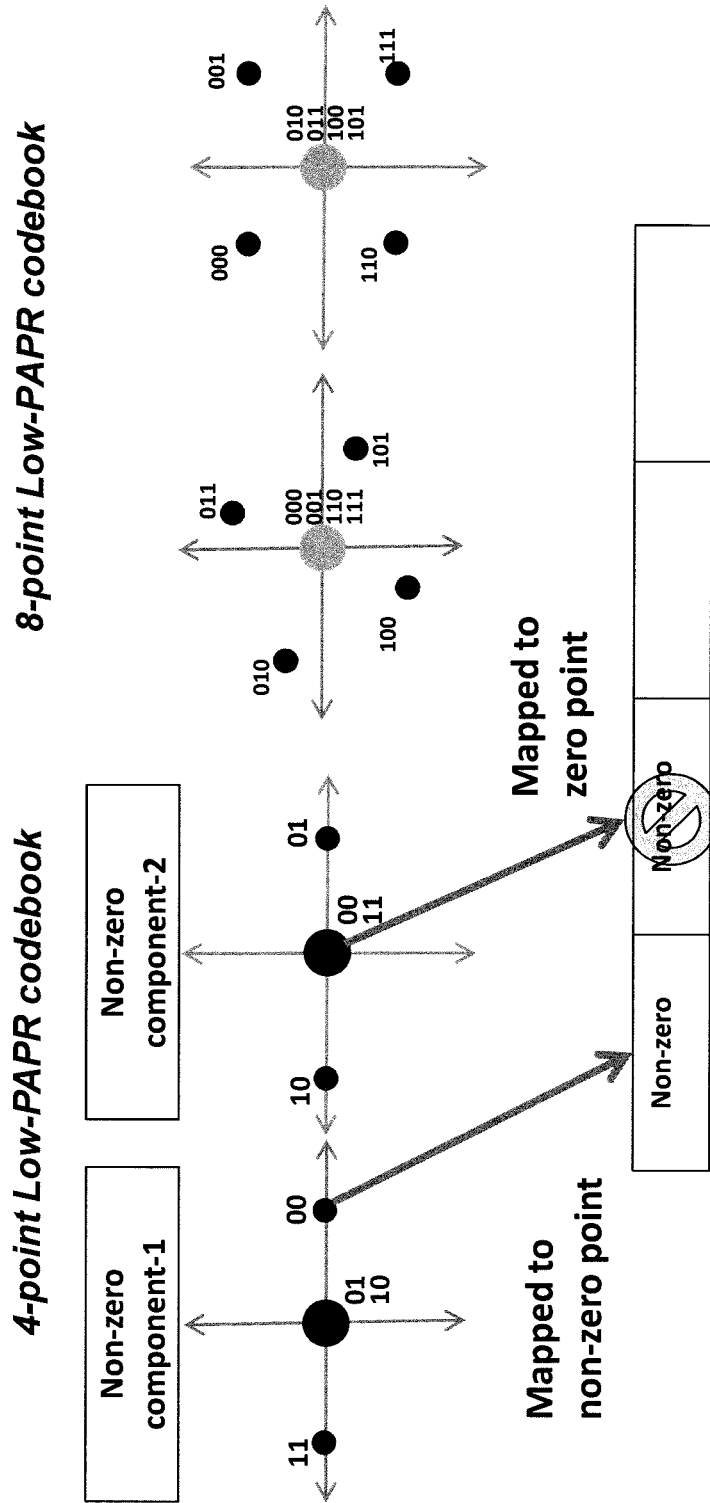 4-point Low-PAPR codebook
8-point Low-PAPR codebook
Non-zero
component-1
Non-zero
component-2
11
01
10
00
10
00
11
01
010
011
000
001
110
111
100
101
000
001
010
011
100
101
110
111
Mapped to
non-zero point
Mapped to
zero point
Non-zero
Non-zero